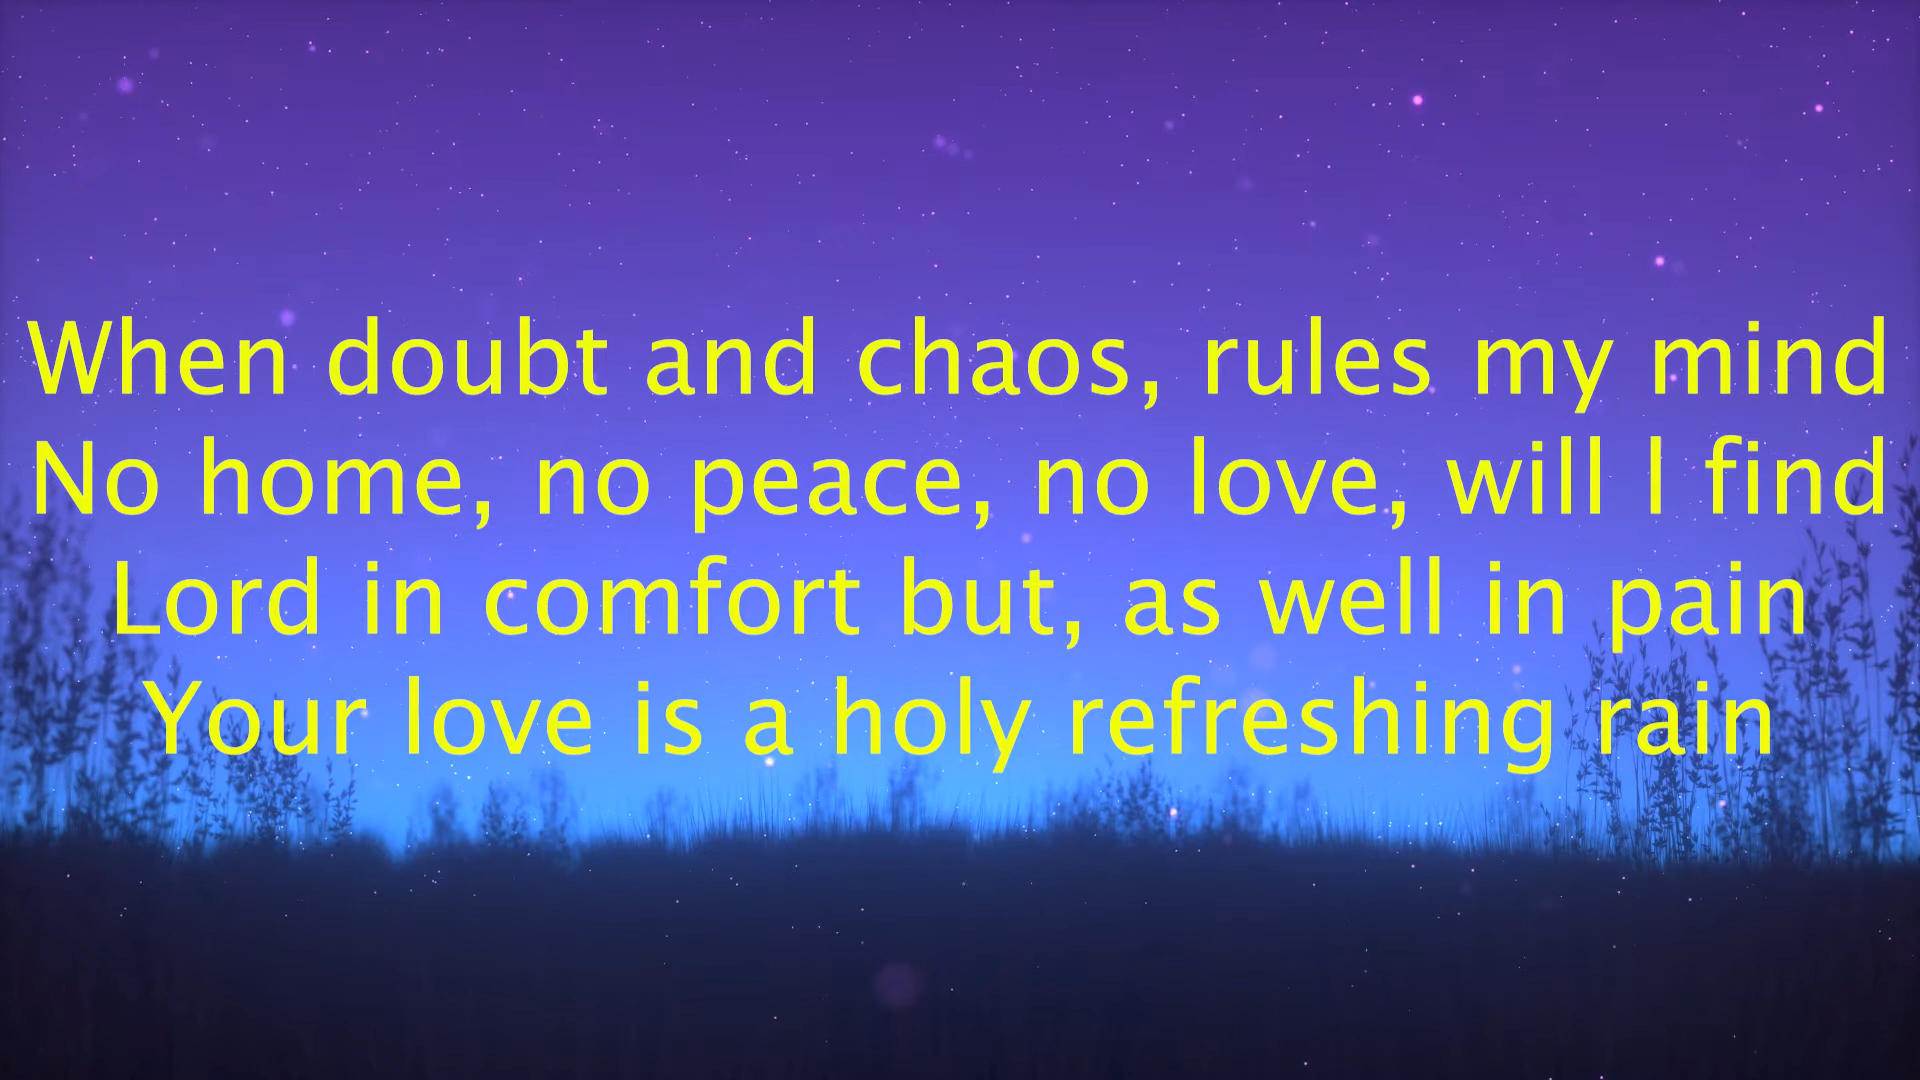 When doubt and chaos, rules my mind
No home, no peace, no love, will I find
Lord in comfort but, as well in pain
Your love is a holy refreshing rain